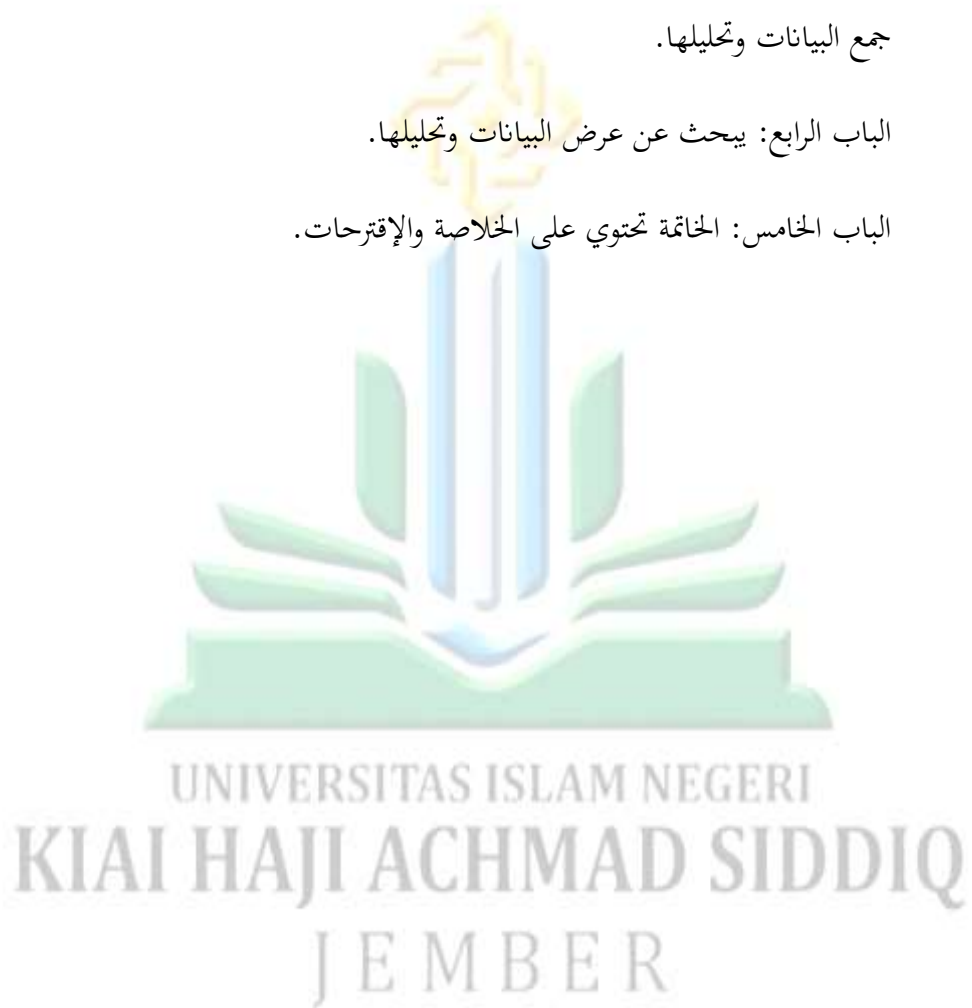 جمع البيانات وتحليلها.
الباب الرابع: يبحث عن عرض البيانات وتحليلها.
الباب الخامس: الخاتمة تحتوي على الخلاصة والإقترحات.
UNIVERSITAS ISLAM NEGERI
KIAI HAJI ACHMAD SIDDIQ
JEMBER